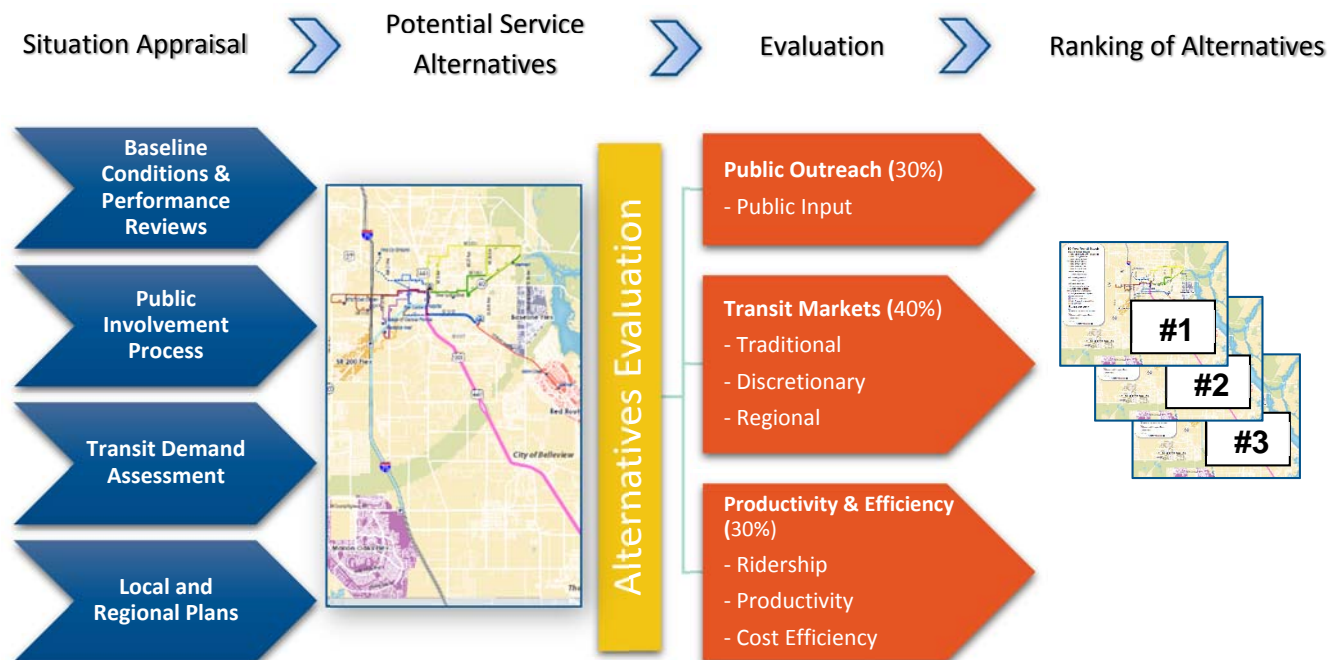 Situation Appraisal
Potential Service
Alternatives
Evaluation
Ranking of Alternatives
Baseline
Conditions &
Performance
Reviews
Public
Involvement
Process
Transit Demand
Assessment
Local and
Regional Plans
City of Belleview
Alternatives Evaluation
Public Outreach (30%)
- Public Input
Transit Markets (40%)
- Traditional
- Discretionary
- Regional
Productivity & Efficiency
(30%)
- Ridership
- Productivity
- Cost Efficiency
#1
#2
#3